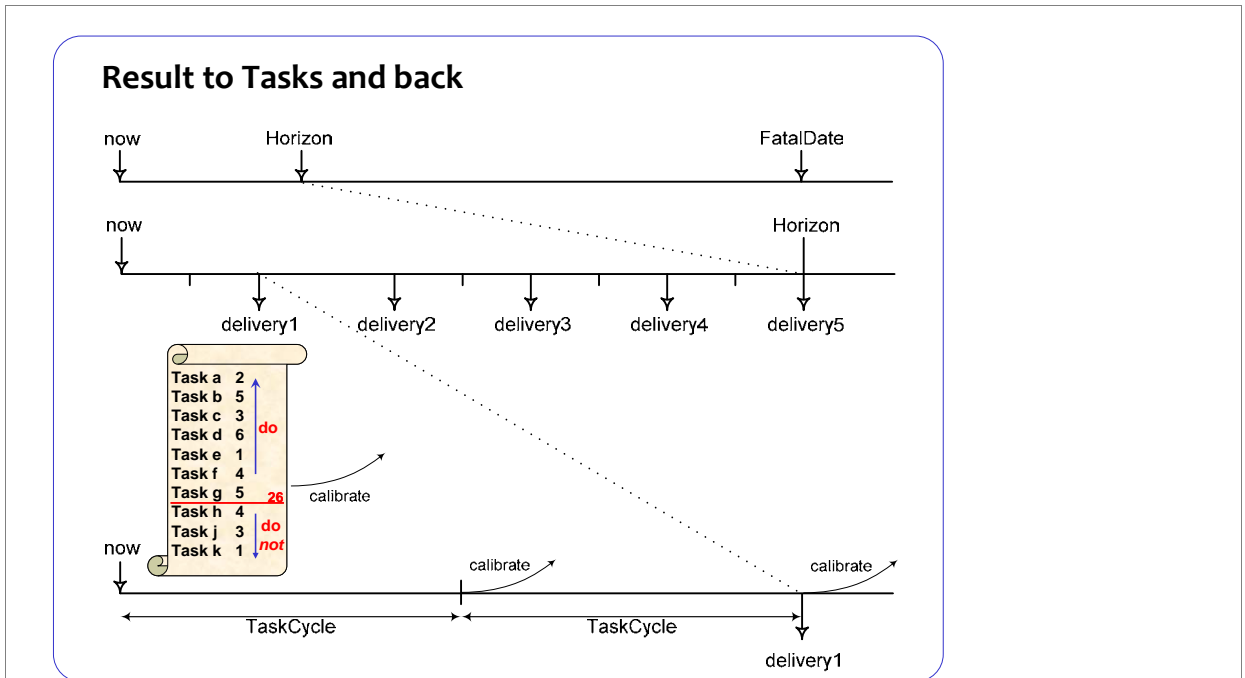 Result to Tasks and back
now Horizon FatalDate
now Horizon
delivery1 delivery2 delivery3 delivery4 delivery5
Task a 2
Task b 5
Task c 3
do
Task d 6
Task e 1
Task f 4
Task g 5 26
calibrate
Task h 4
Task j 3 do
Task k 1 not
now
calibrate calibrate
TaskCycle TaskCycle
delivery1